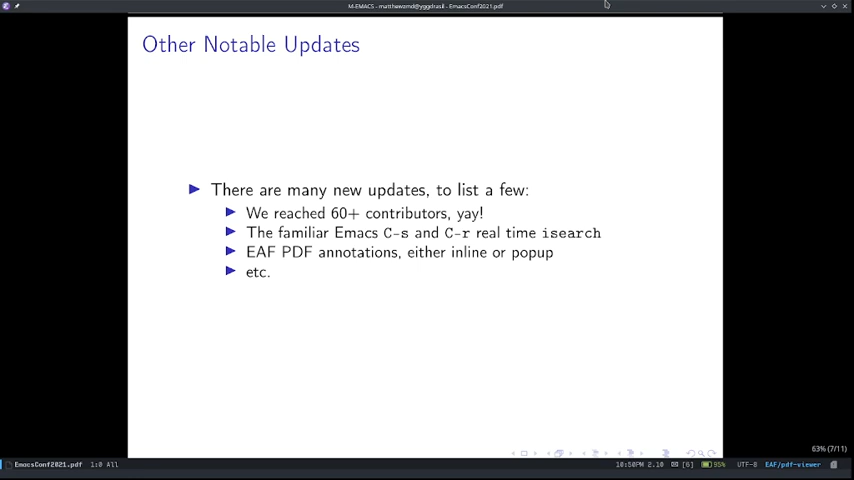 M-EMACS - matthewzmd@yggdrasil - EmacsConf2021.pdf
Other Notable Updates
There are many new updates, to list a few:
We reached 60+ contributors, yay!
The familiar Emacs C-s and C-r real time isearch
EAF PDF annotations, either inline or popup
etc.
63% (7/11)
EmacsConf2021.pdf 1:0 All 10:50PM 2.10 [6] 95% UTF-8 EAF/pdf-viewer